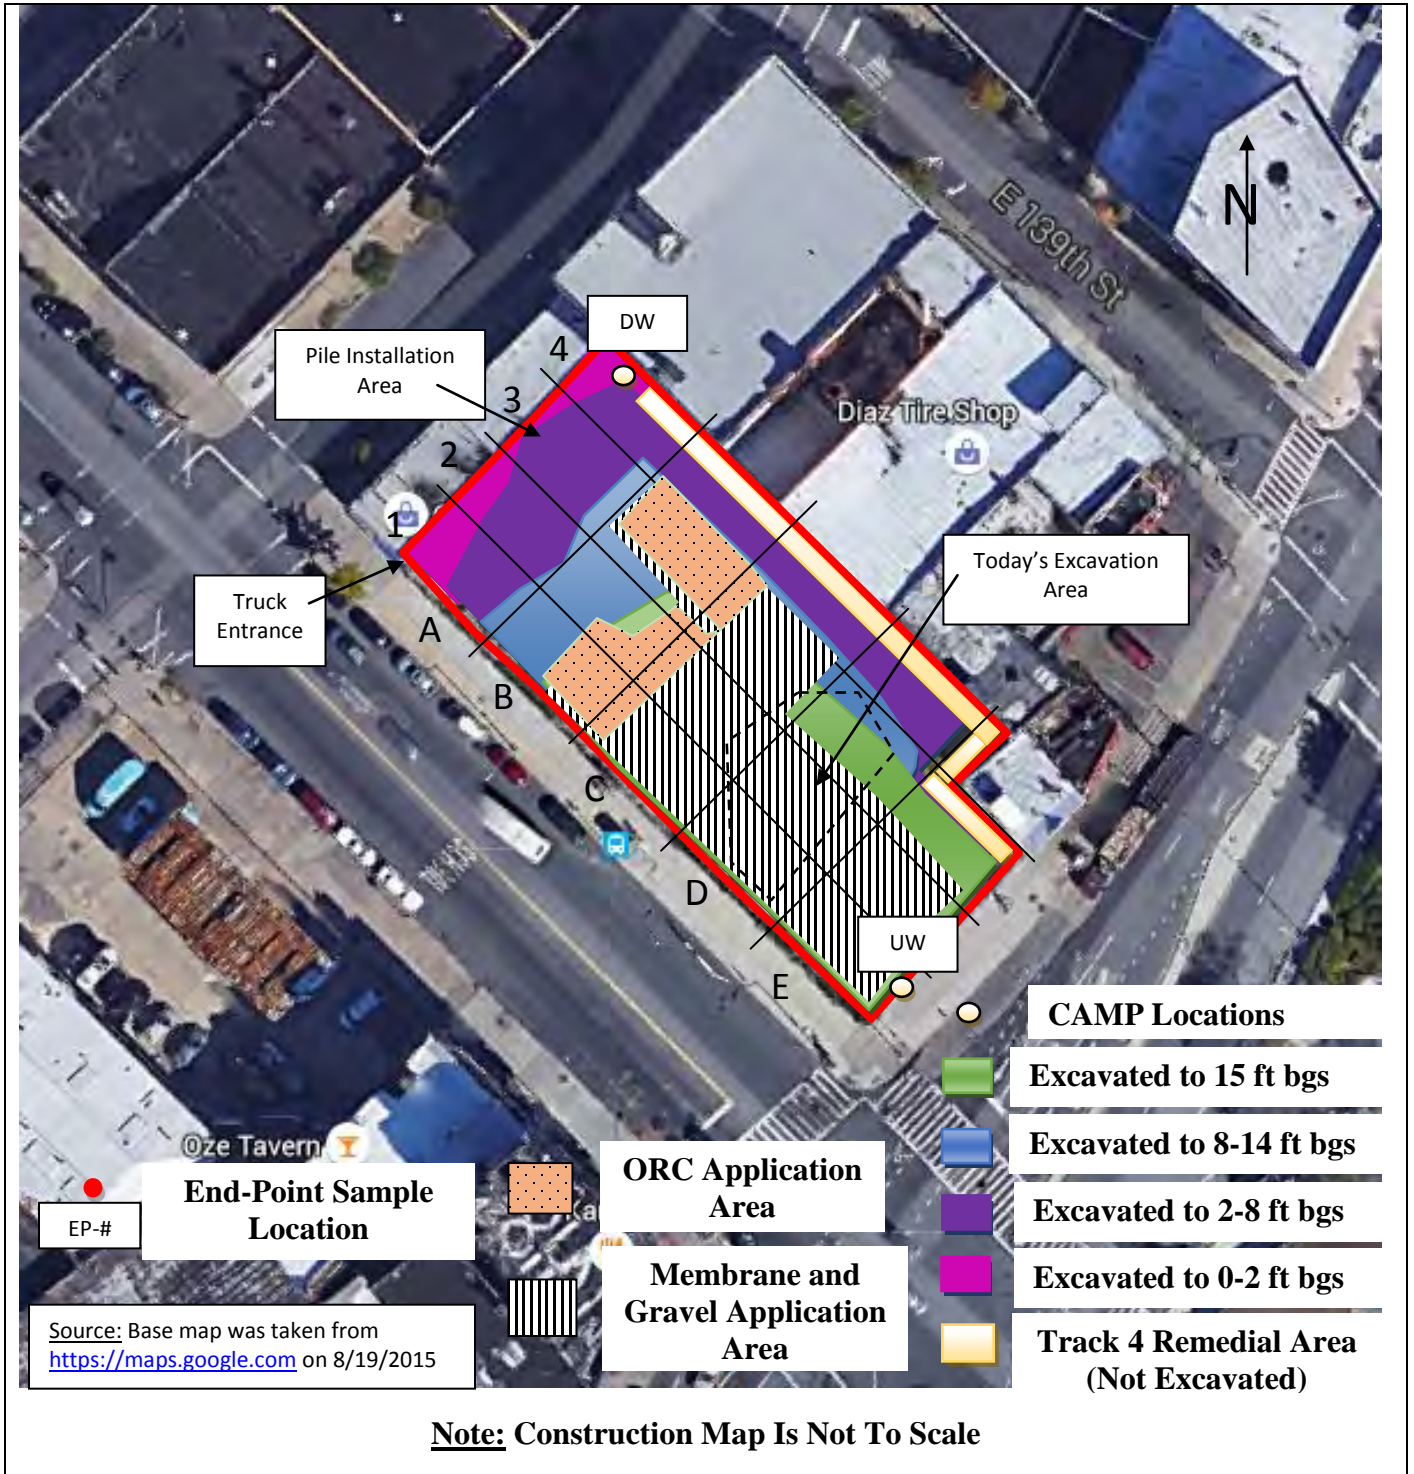 E 139th St
N
DW
Pile Installation
Area
4
3
2
1
Diaz Tire Shop
Today's Excavation
Area
Truck
Entrance
A
B
C
D
E
UW
CAMP Locations
Excavated to 15 ft bgs
Excavated to 8-14 ft bgs
Excavated to 2-8 ft bgs
Excavated to 0-2 ft bgs
Track 4 Remedial Area
(Not Excavated)
Oze Tavern
EP-#
End-Point Sample
Location
ORC Application
Area
Membrane and
Gravel Application
Area
Source: Base map was taken from
https://maps.google.com on 8/19/2015
Note: Construction Map Is Not To Scale